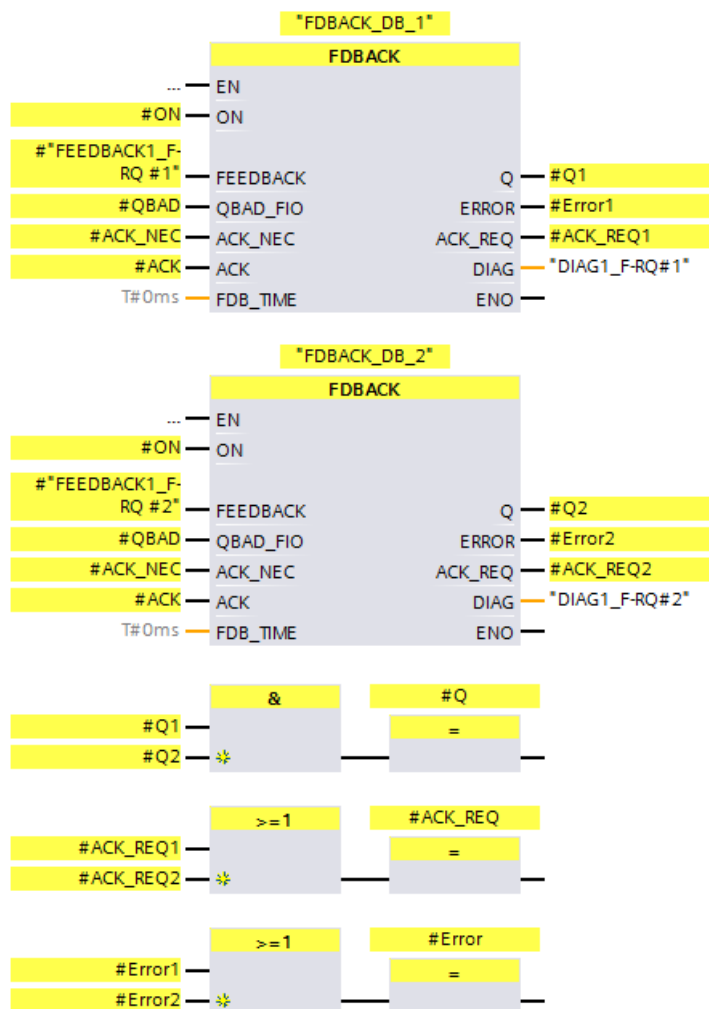 "FDBACK_DB_1"
FDBACK
... EN
#ON ON
#"FEEDBACK1_F-
RQ #1" FEEDBACK Q #Q1
#QBAD QBAD_FIO ERROR #Error1
#ACK_NEC ACK_NEC ACK_REQ #ACK_REQ1
#ACK ACK DIAG "DIAG1_F-RQ#1"
T#0ms FDB_TIME ENO
"FDBACK_DB_2"
FDBACK
... EN
#ON ON
#"FEEDBACK1_F-
RQ #2" FEEDBACK Q #Q2
#QBAD QBAD_FIO ERROR #Error2
#ACK_NEC ACK_NEC ACK_REQ #ACK_REQ2
#ACK ACK DIAG "DIAG1_F-RQ#2"
T#0ms FDB_TIME ENO
& #Q
#Q1 =
#Q2
>=1 #ACK_REQ
#ACK_REQ1 =
#ACK_REQ2
>=1 #Error
#Error1 =
#Error2